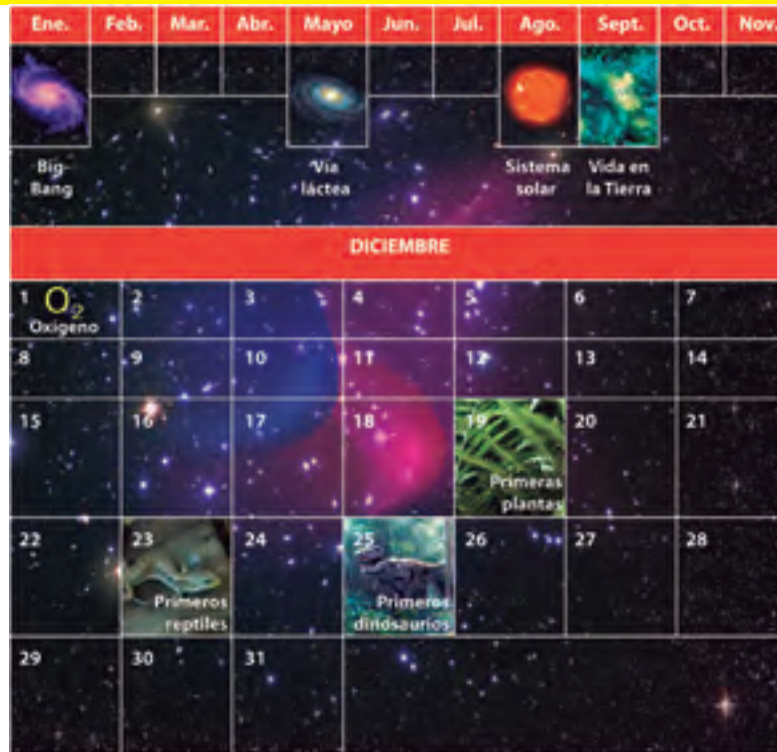 Ene. Feb. Mar. Abr. Mayo Jun. Jul. Ago. Sept. Oct. Nov.
Big-
Bang
Vía
láctea
Sistema
solar
Vida en
la Tierra
DICIEMBRE
1 O₂ 2 3 4 5 6 7
Oxígeno
8 9 10 11 12 13 14
15 16 17 18 19 20 21
Primeras
plantas
22 23 24 25 26 27 28
Primeros
reptiles
Primeros
dinosaurios
29 30 31